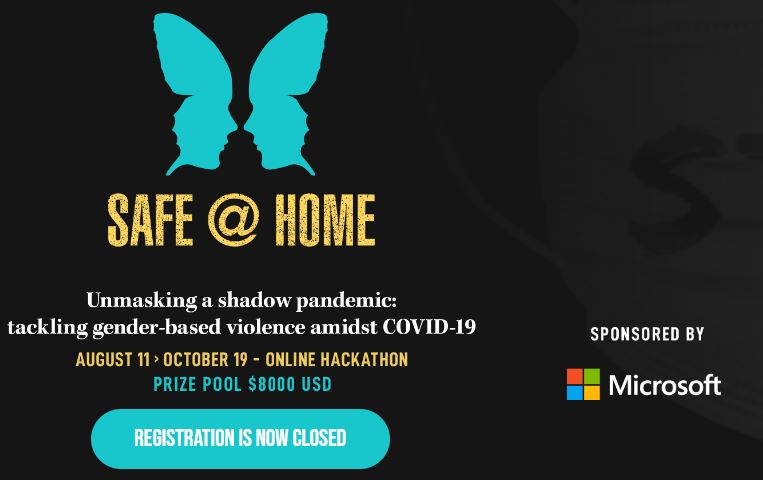 SAFE @ HOME
Unmasking a shadow pandemic:
tackling gender-based violence amidst COVID-19
AUGUST 11 › OCTOBER 19 - ONLINE HACKATHON
PRIZE POOL $8000 USD
REGISTRATION IS NOW CLOSED
SPONSORED BY
Microsoft